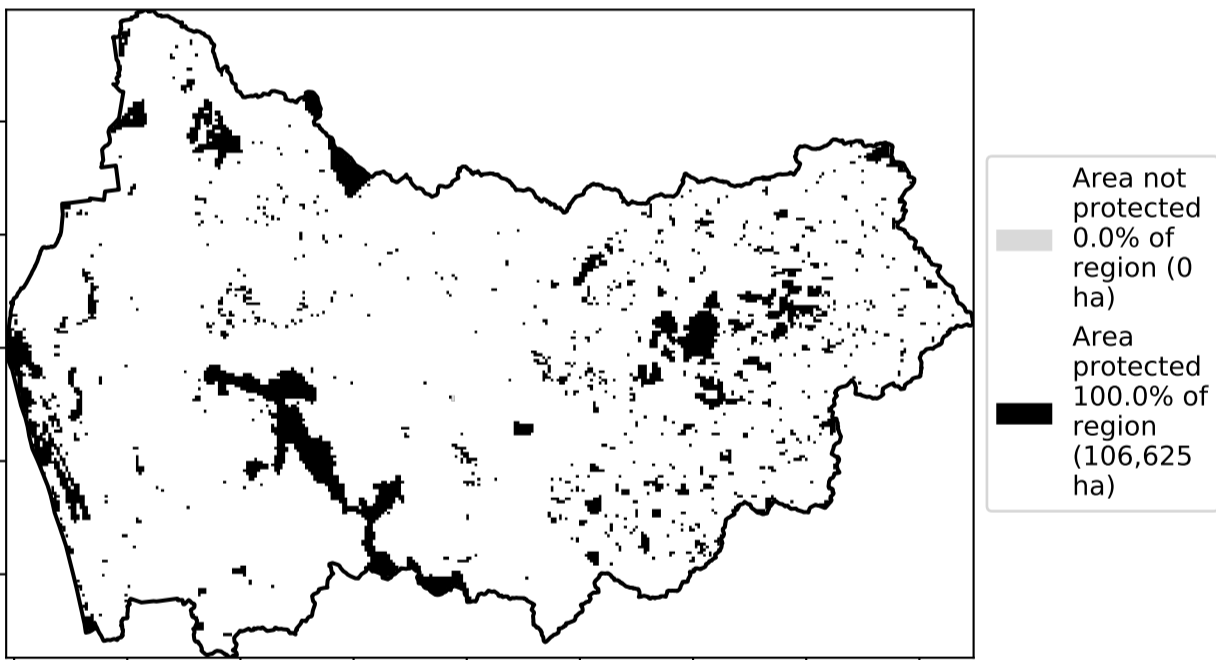 Area not
protected
0.0% of
region (0
ha)
Area
protected
100.0% of
region
(106,625
ha)